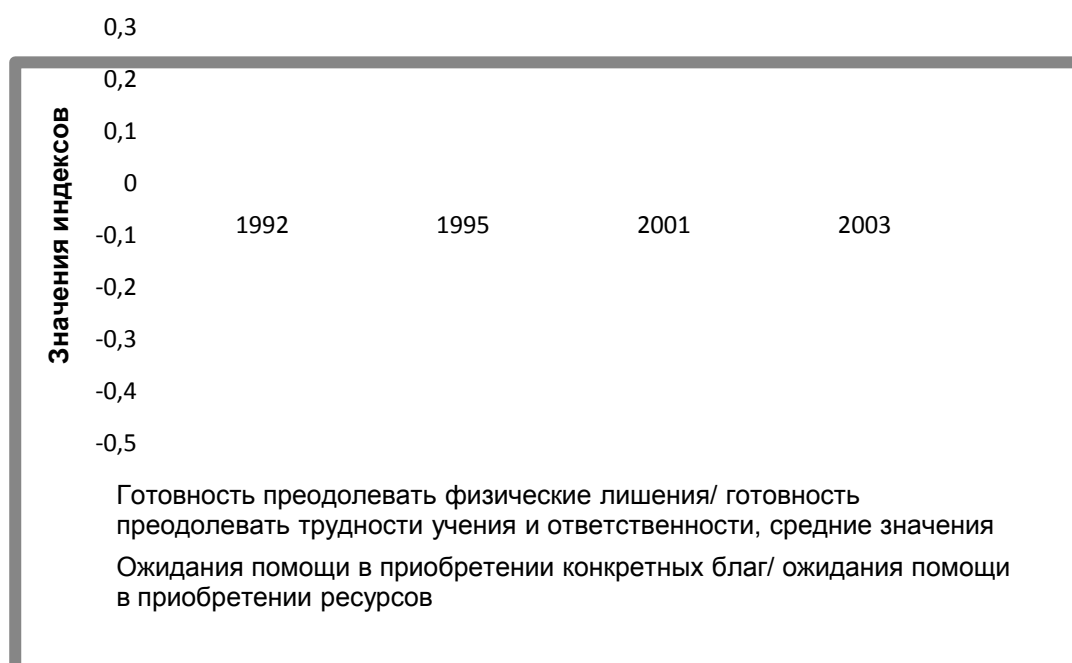 0,3
0,2
0,1
0
-0,1
-0,2
-0,3
-0,4
-0,5
Значения индексов
1992 1995 2001 2003
Готовность преодолевать физические лишения/ готовность
преодолевать трудности учения и ответственности, средние значения
Ожидания помощи в приобретении конкретных благ/ ожидания помощи
в приобретении ресурсов